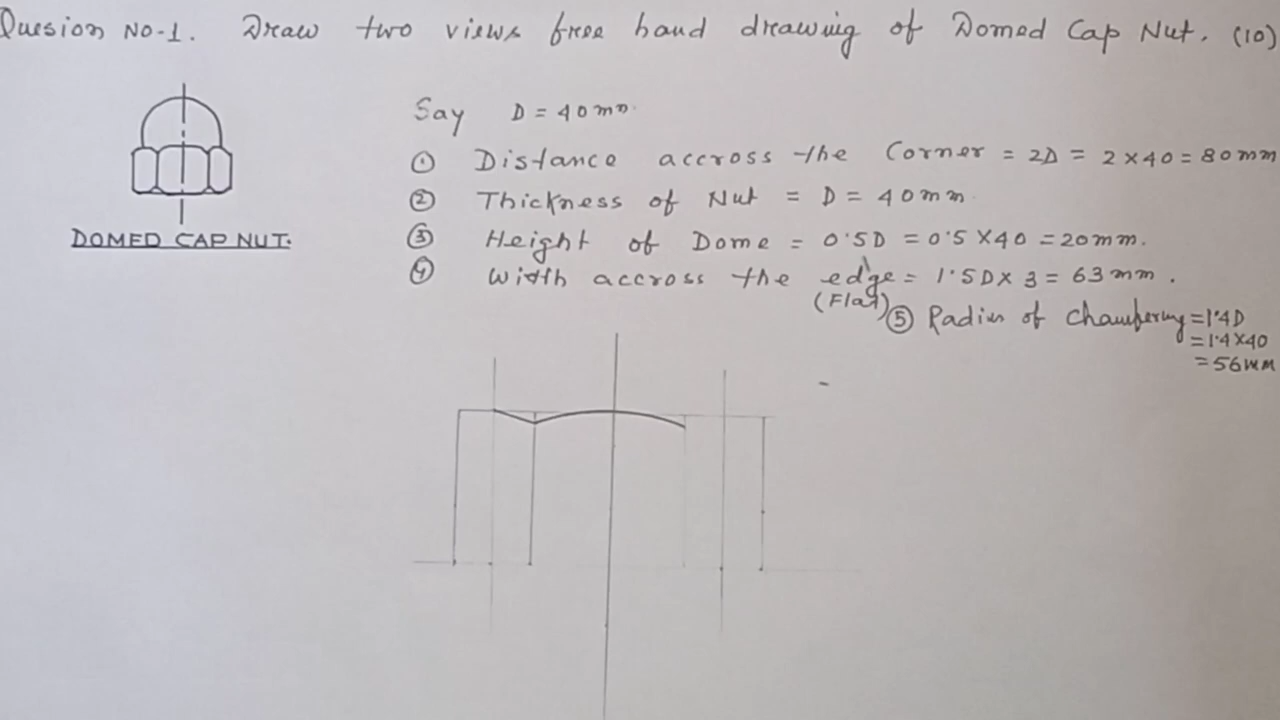 Quesion No-1. Draw two views free hand drawing of Domed Cap Nut. (10)
Say D = 40mm.
① Distance accross the Corner = 2D = 2 × 40 = 80mm
② Thickness of Nut = D = 40mm
③ Height of Dome = 0.5D = 0.5 × 40 = 20mm.
④ Width accross the edge = 1.5D × 3 = 63mm.
(Flat)
⑤ Radius of chamfering = 1.4D
= 1.4 × 40
= 56mm
DOMED CAP NUT.